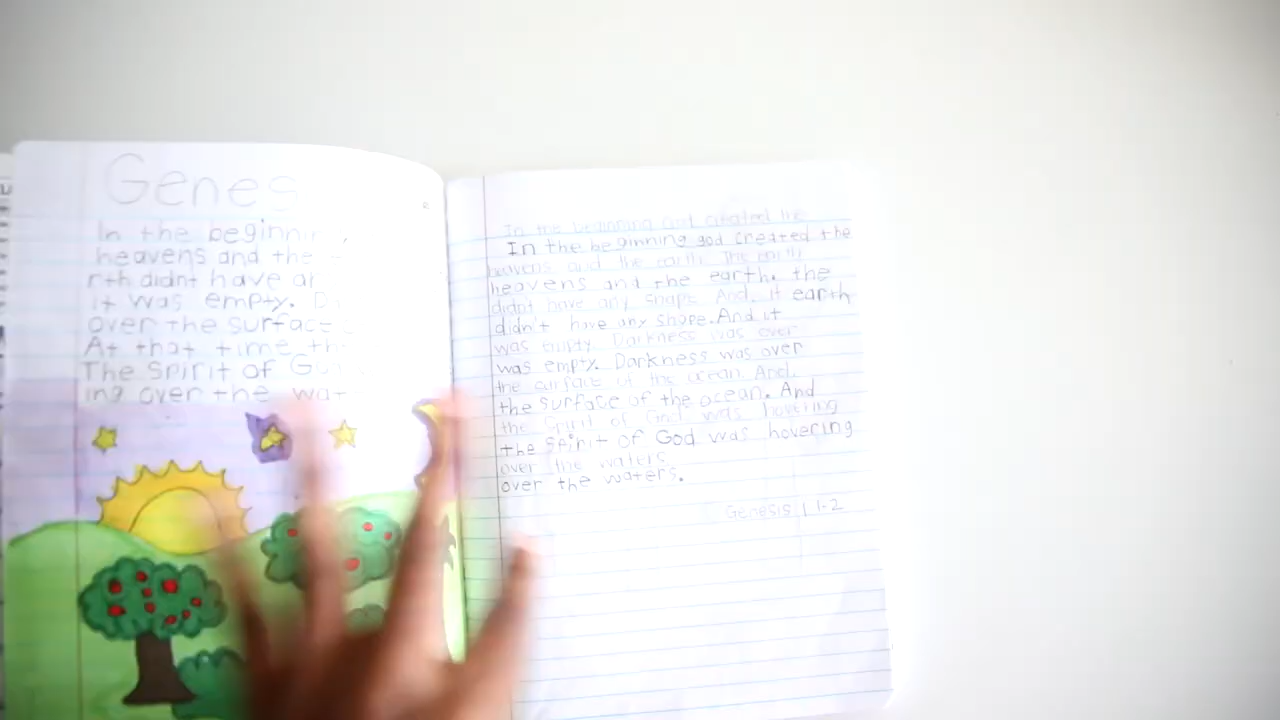 Genes
In the beginnin
heavens and the
rth didnt have an
it was empty. D
over the surface
At that time th
The Spirit of Go
ing over the wat
In the beginning god created the
In the beginning god created the
heavens and the earth. The earth
heavens and the earth. the
didnt have any shape. And. it earth
didn't have any shape. And it
was empty. Darkness was over
was empty. Darkness was over
the surface of the ocean. And.
the surface of the ocean. And
the Spirit of God was hovering
the Spirit of God was hovering
over the waters
over the waters.
Genesis 1 1-2